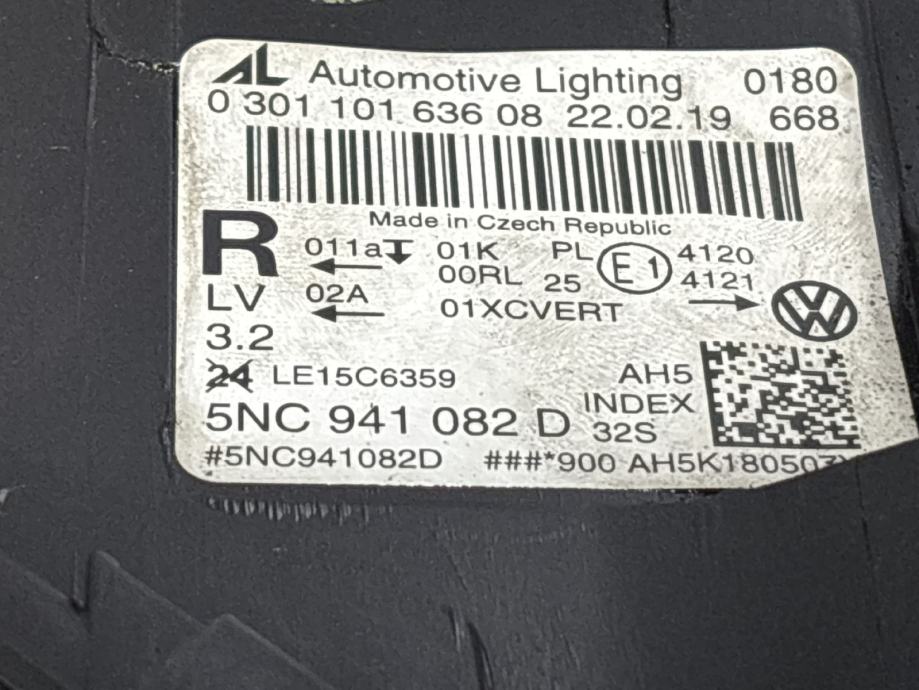 AL Automotive Lighting 0180
0 301 101 636 08 22.02.19 668
Made in Czech Republic
R 011a 01K PL E1 4120
00RL 25 4121
LV 02A 01XCVERT
3.2
24 LE15C6359 AH5
5NC 941 082 D INDEX
32S
#5NC941082D ###*900 AH5K180503